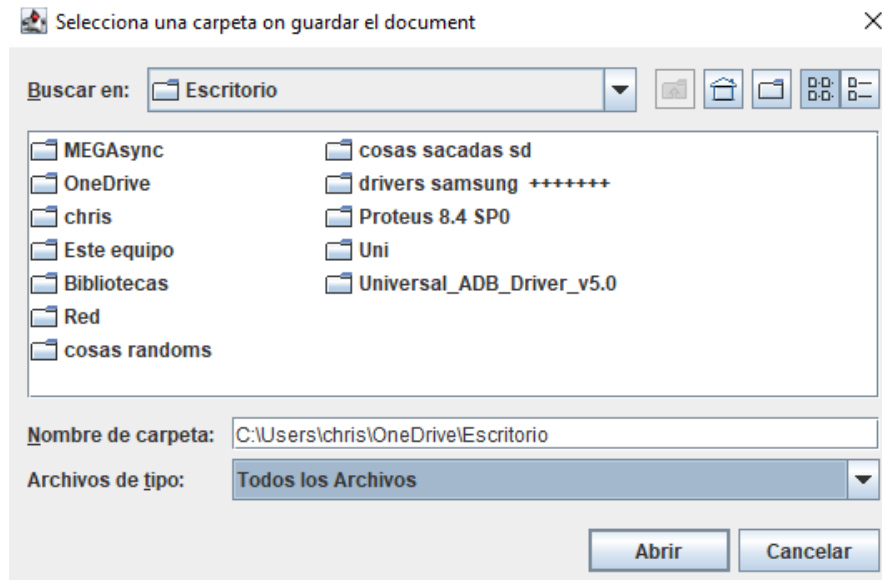 Selecciona una carpeta on guardar el document
Buscar en: Escritorio
MEGAsync
OneDrive
chris
Este equipo
Bibliotecas
Red
cosas randoms
cosas sacadas sd
drivers samsung +++++++
Proteus 8.4 SP0
Uni
Universal_ADB_Driver_v5.0
Nombre de carpeta: C:\Users\chris\OneDrive\Escritorio
Archivos de tipo: Todos los Archivos
Abrir Cancelar